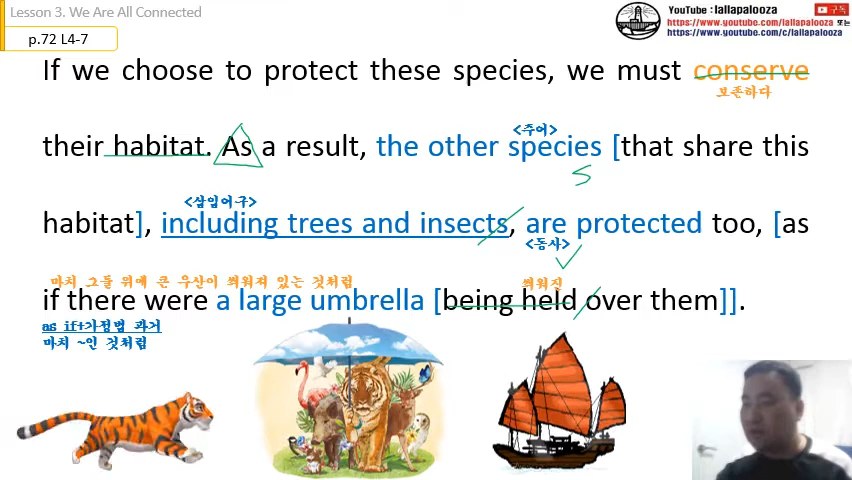 Lesson 3. We Are All Connected
p.72 L4-7
YouTube : lallapalooza
구독
https://www.youtube.com/lallapalooza 또는
https://www.youtube.com/c/lallapalooza
If we choose to protect these species, we must conserve
보존하다
<주어>
their habitat. As a result, the other species [that share this
S
<삽입어구>
habitat], including trees and insects, are protected too, [as
<동사>
마치 그들 위에 큰 우산이 씌워져 있는 것처럼
씌워진
if there were a large umbrella [being held over them]].
as if+가정법 과거
마치 ~인 것처럼